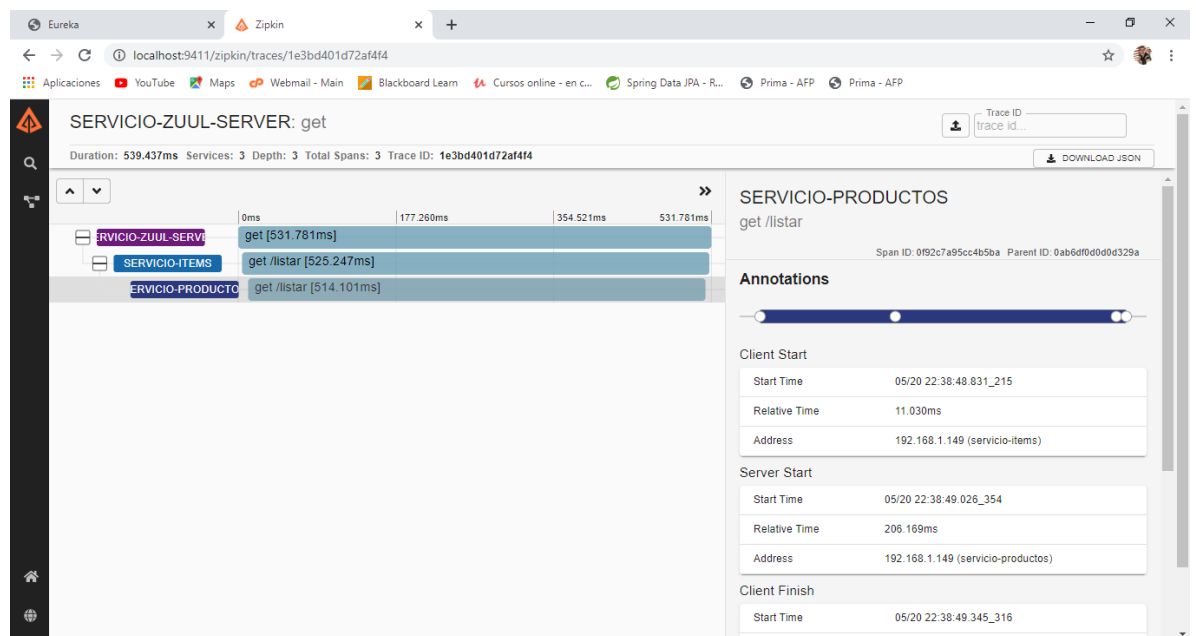 Eureka
Zipkin
localhost:9411/zipkin/traces/1e3bd401d72af4f4
Aplicaciones YouTube Maps Webmail - Main Blackboard Learn Cursos online - en c... Spring Data JPA - R... Prima - AFP Prima - AFP
SERVICIO-ZUUL-SERVER: get
Trace ID
trace id...
Duration: 539.437ms Services: 3 Depth: 3 Total Spans: 3 Trace ID: 1e3bd401d72af4f4
DOWNLOAD JSON
0ms 177.260ms 354.521ms 531.781ms
ERVICIO-ZUUL-SERVE get [531.781ms]
SERVICIO-ITEMS get /listar [525.247ms]
ERVICIO-PRODUCTO get /listar [514.101ms]
SERVICIO-PRODUCTOS
get /listar
Span ID: 0f92c7a95cc4b5ba Parent ID: 0ab6df0d0d0d329a
Annotations
Client Start
Start Time 05/20 22:38:48.831_215
Relative Time 11.030ms
Address 192.168.1.149 (servicio-items)
Server Start
Start Time 05/20 22:38:49.026_354
Relative Time 206.169ms
Address 192.168.1.149 (servicio-productos)
Client Finish
Start Time 05/20 22:38:49.345_316